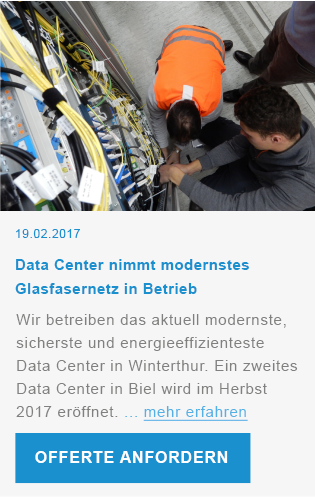 19.02.2017
Data Center nimmt modernstes
Glasfasernetz in Betrieb
Wir betreiben das aktuell modernste,
sicherste und energieeffizienteste
Data Center in Winterthur. Ein zweites
Data Center in Biel wird im Herbst
2017 eröffnet. ... mehr erfahren
OFFERTE ANFORDERN